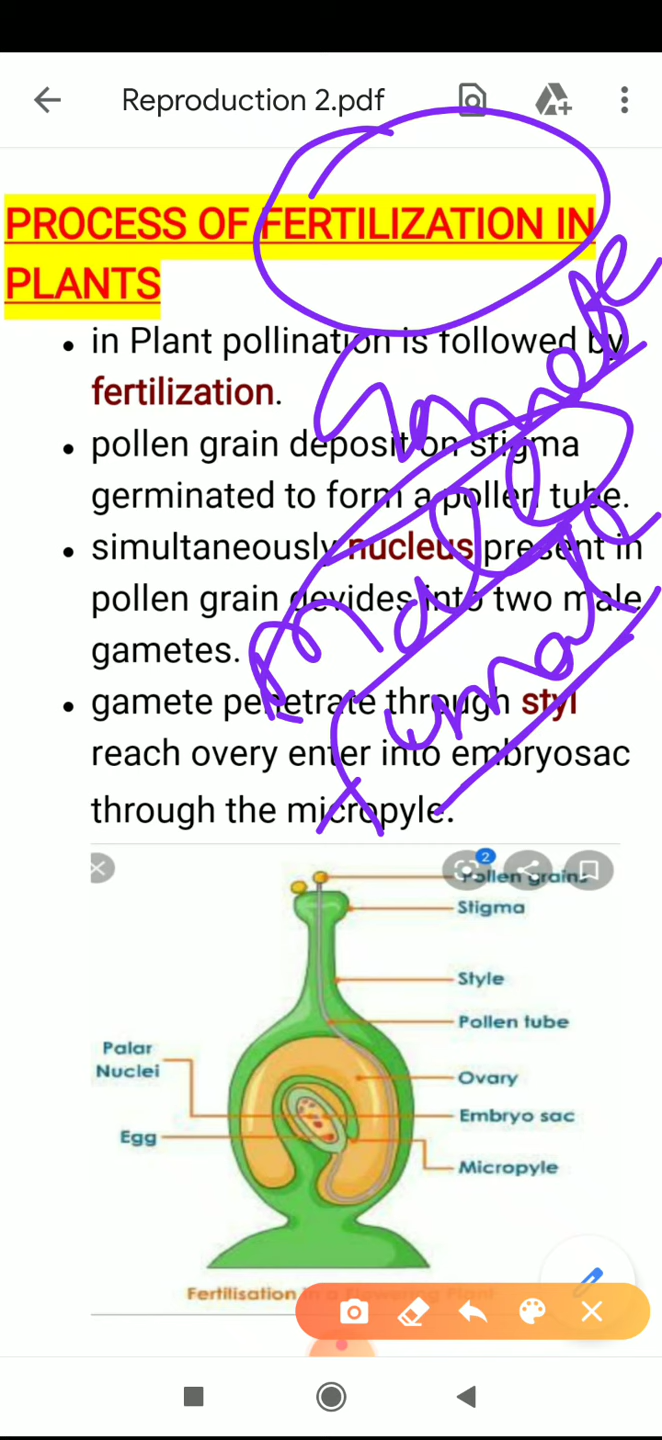 Reproduction 2.pdf
PROCESS OF FERTILIZATION IN
PLANTS
• in Plant pollination is followed by
fertilization.
• pollen grain deposit on stigma
germinated to form a pollen tube.
• simultaneously nucleus present in
pollen grain devides into two male
gametes.
• gamete penetrate through styl
reach overy enter into embryosac
through the micropyle.
Male
2
Pollen grains
Stigma
Style
Pollen tube
Palar
Nuclei
Ovary
Embryo sac
Egg
Micropyle
Fertilisation